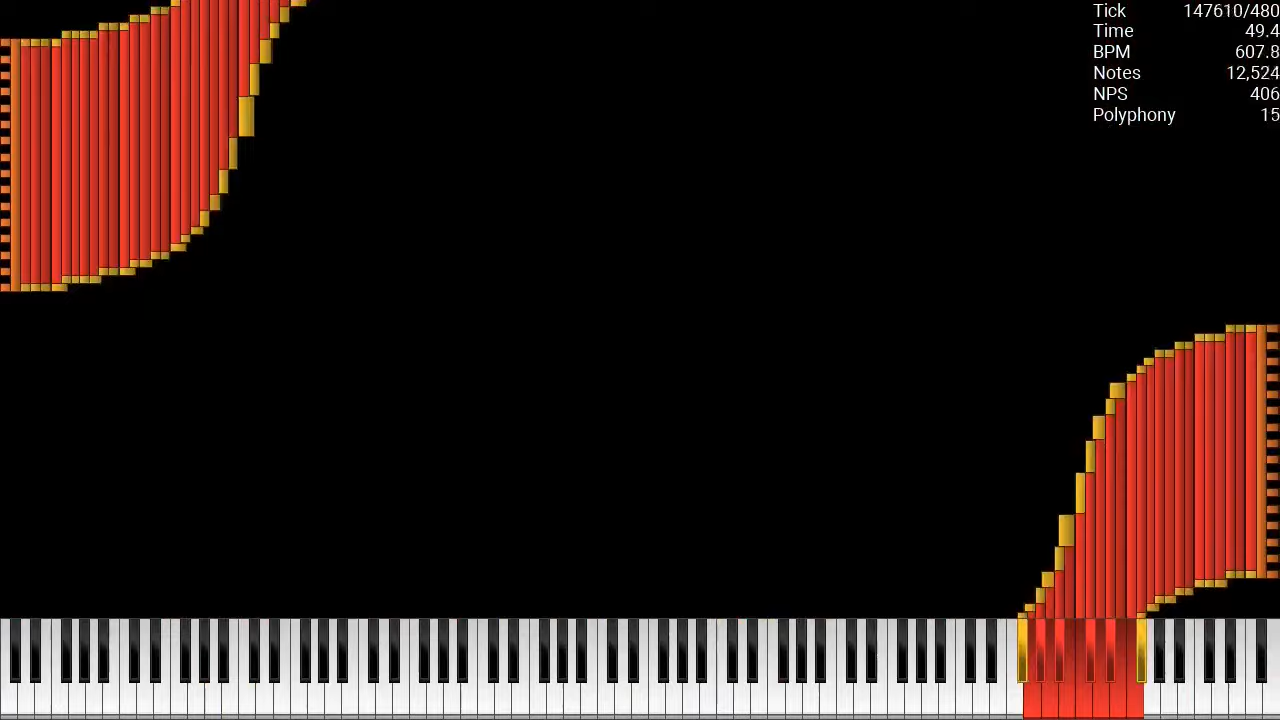 Tick 147610/480
Time 49.4
BPM 607.8
Notes 12,524
NPS 406
Polyphony 15